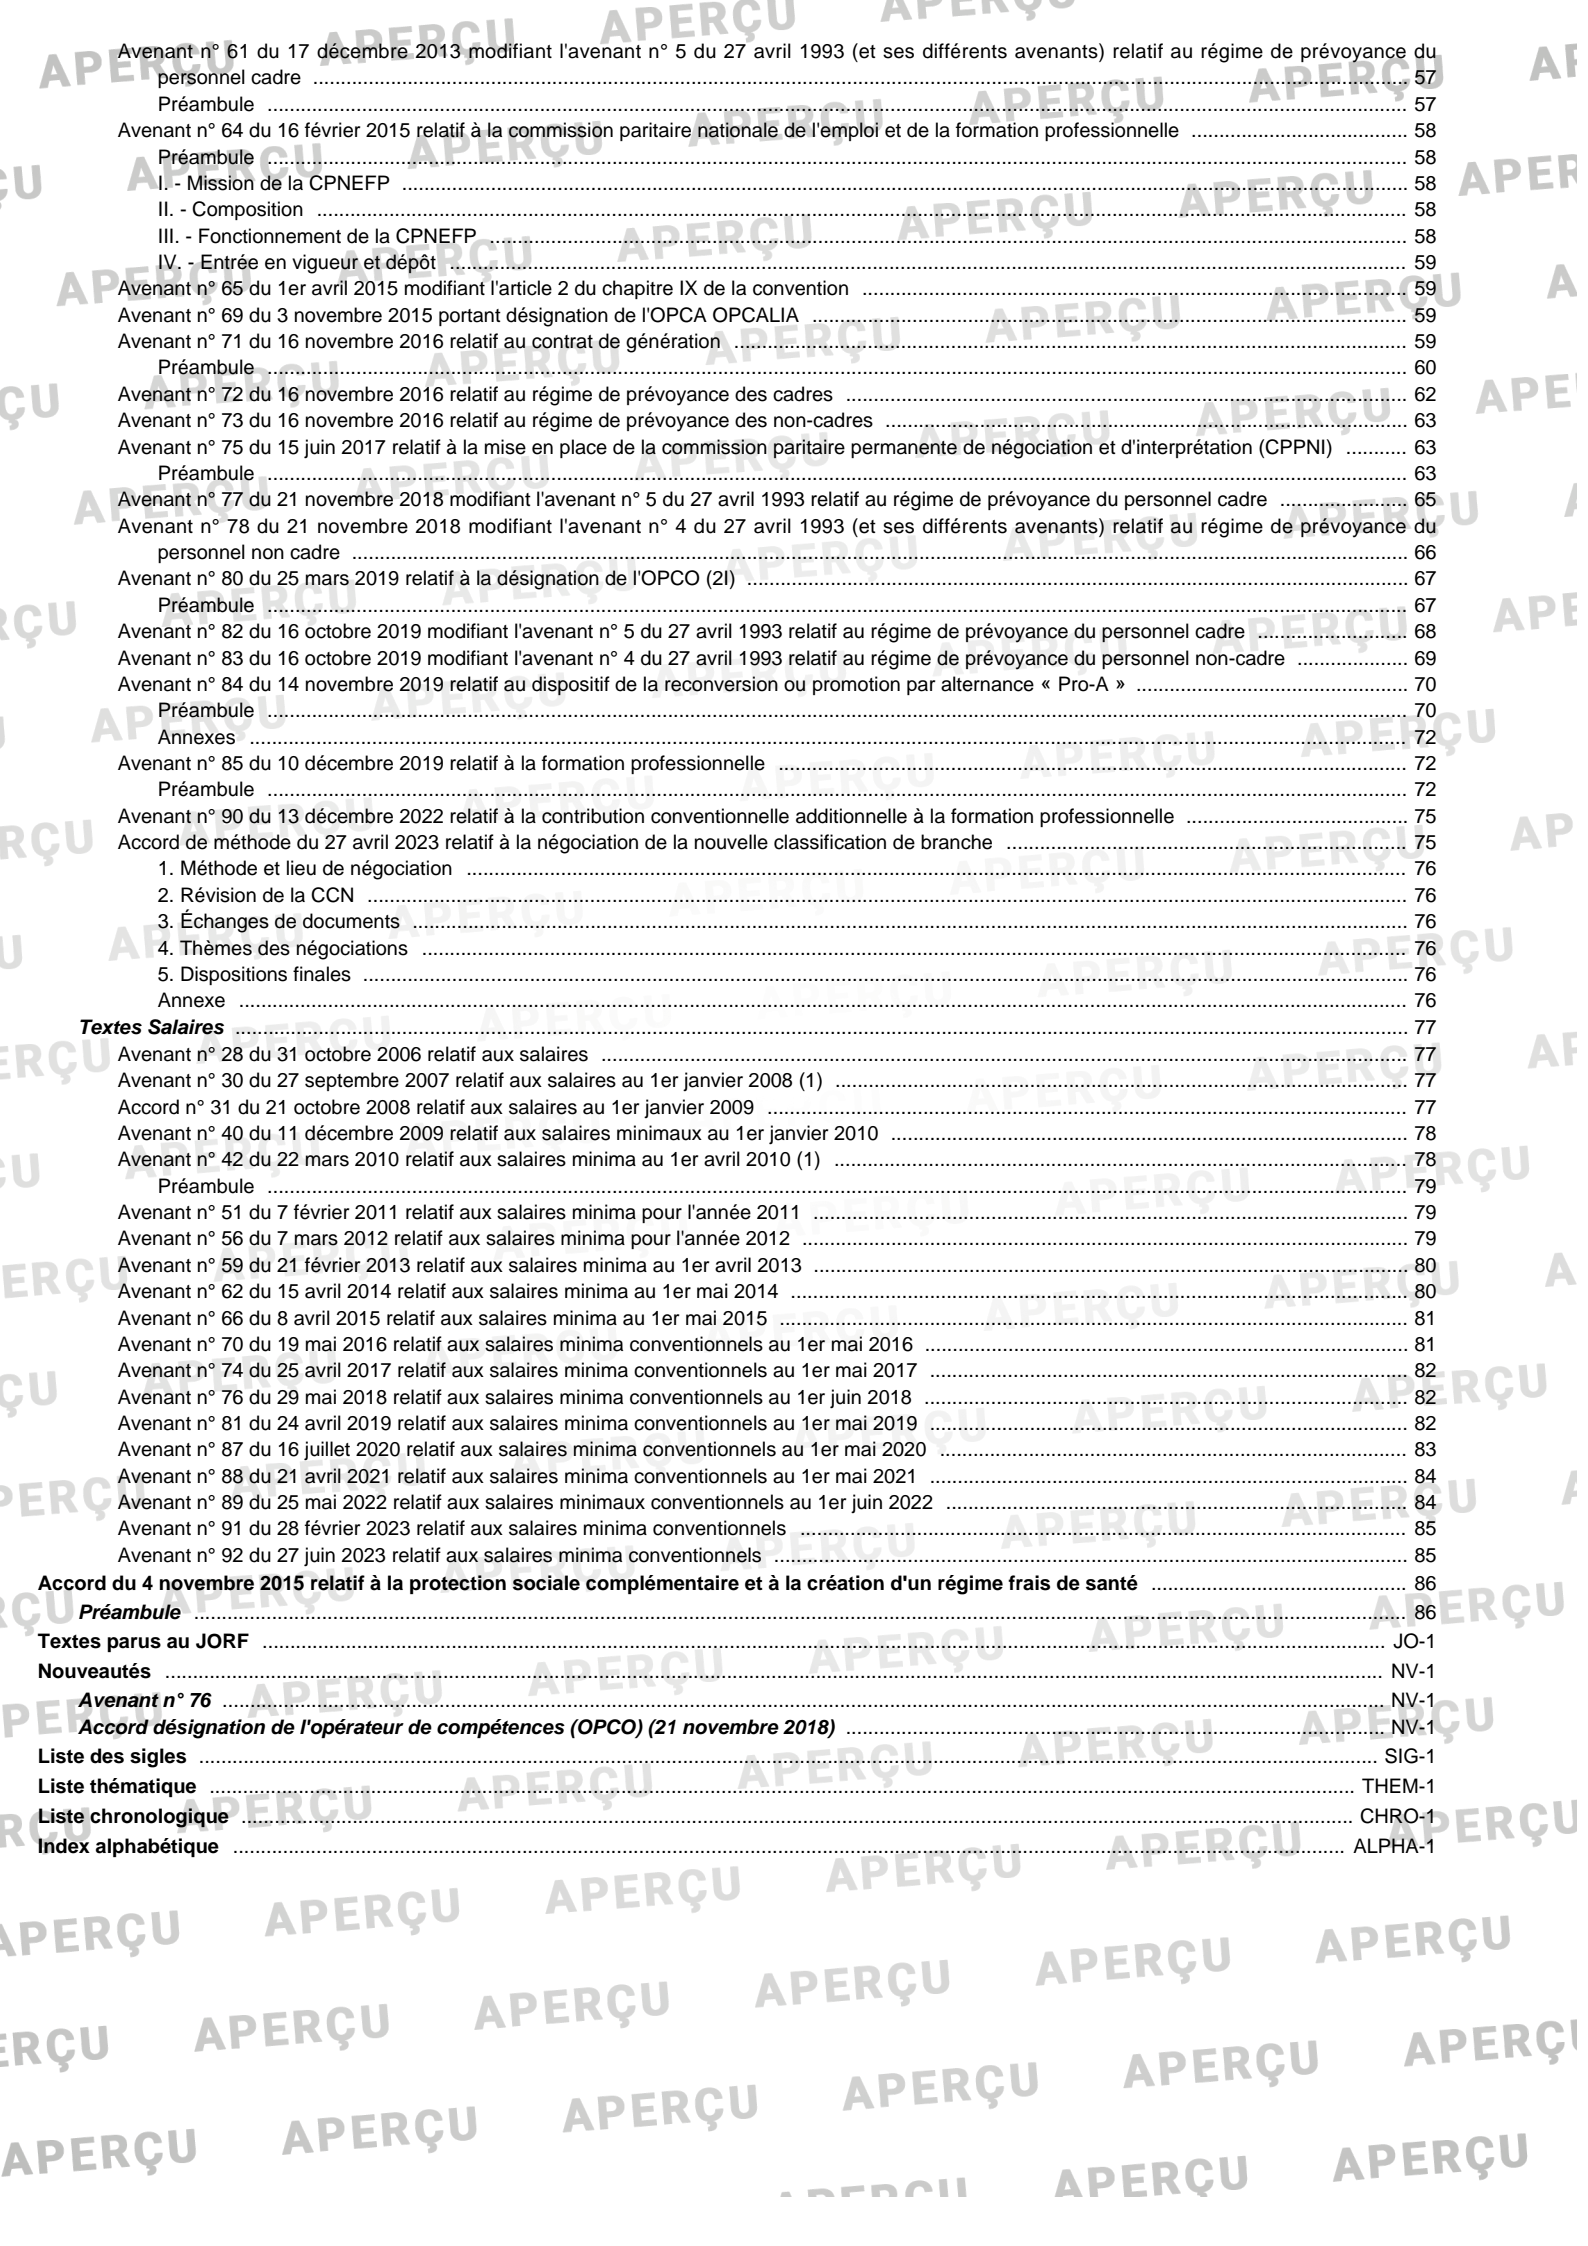 Avenant n° 61 du 17 décembre 2013 modifiant l'avenant n° 5 du 27 avril 1993 (et ses différents avenants) relatif au régime de prévoyance du
personnel cadre ........ 57
Préambule ........ 57
Avenant n° 64 du 16 février 2015 relatif à la commission paritaire nationale de l'emploi et de la formation professionnelle ........ 58
Préambule ........ 58
I. - Mission de la CPNEFP ........ 58
II. - Composition ........ 58
III. - Fonctionnement de la CPNEFP ........ 58
IV. - Entrée en vigueur et dépôt ........ 59
Avenant n° 65 du 1er avril 2015 modifiant l'article 2 du chapitre IX de la convention ........ 59
Avenant n° 69 du 3 novembre 2015 portant désignation de l'OPCA OPCALIA ........ 59
Avenant n° 71 du 16 novembre 2016 relatif au contrat de génération ........ 59
Préambule ........ 60
Avenant n° 72 du 16 novembre 2016 relatif au régime de prévoyance des cadres ........ 62
Avenant n° 73 du 16 novembre 2016 relatif au régime de prévoyance des non-cadres ........ 63
Avenant n° 75 du 15 juin 2017 relatif à la mise en place de la commission paritaire permanente de négociation et d'interprétation (CPPNI) ........ 63
Préambule ........ 63
Avenant n° 77 du 21 novembre 2018 modifiant l'avenant n° 5 du 27 avril 1993 relatif au régime de prévoyance du personnel cadre ........ 65
Avenant n° 78 du 21 novembre 2018 modifiant l'avenant n° 4 du 27 avril 1993 (et ses différents avenants) relatif au régime de prévoyance du
personnel non cadre ........ 66
Avenant n° 80 du 25 mars 2019 relatif à la désignation de l'OPCO (2I) ........ 67
Préambule ........ 67
Avenant n° 82 du 16 octobre 2019 modifiant l'avenant n° 5 du 27 avril 1993 relatif au régime de prévoyance du personnel cadre ........ 68
Avenant n° 83 du 16 octobre 2019 modifiant l'avenant n° 4 du 27 avril 1993 relatif au régime de prévoyance du personnel non-cadre ........ 69
Avenant n° 84 du 14 novembre 2019 relatif au dispositif de la reconversion ou promotion par alternance « Pro-A » ........ 70
Préambule ........ 70
Annexes ........ 72
Avenant n° 85 du 10 décembre 2019 relatif à la formation professionnelle ........ 72
Préambule ........ 72
Avenant n° 90 du 13 décembre 2022 relatif à la contribution conventionnelle additionnelle à la formation professionnelle ........ 75
Accord de méthode du 27 avril 2023 relatif à la négociation de la nouvelle classification de branche ........ 75
1. Méthode et lieu de négociation ........ 76
2. Révision de la CCN ........ 76
3. Échanges de documents ........ 76
4. Thèmes des négociations ........ 76
5. Dispositions finales ........ 76
Annexe ........ 76
Textes Salaires ........ 77
Avenant n° 28 du 31 octobre 2006 relatif aux salaires ........ 77
Avenant n° 30 du 27 septembre 2007 relatif aux salaires au 1er janvier 2008 (1) ........ 77
Accord n° 31 du 21 octobre 2008 relatif aux salaires au 1er janvier 2009 ........ 77
Avenant n° 40 du 11 décembre 2009 relatif aux salaires minimaux au 1er janvier 2010 ........ 78
Avenant n° 42 du 22 mars 2010 relatif aux salaires minima au 1er avril 2010 (1) ........ 78
Préambule ........ 79
Avenant n° 51 du 7 février 2011 relatif aux salaires minima pour l'année 2011 ........ 79
Avenant n° 56 du 7 mars 2012 relatif aux salaires minima pour l'année 2012 ........ 79
Avenant n° 59 du 21 février 2013 relatif aux salaires minima au 1er avril 2013 ........ 80
Avenant n° 62 du 15 avril 2014 relatif aux salaires minima au 1er mai 2014 ........ 80
Avenant n° 66 du 8 avril 2015 relatif aux salaires minima au 1er mai 2015 ........ 81
Avenant n° 70 du 19 mai 2016 relatif aux salaires minima conventionnels au 1er mai 2016 ........ 81
Avenant n° 74 du 25 avril 2017 relatif aux salaires minima conventionnels au 1er mai 2017 ........ 82
Avenant n° 76 du 29 mai 2018 relatif aux salaires minima conventionnels au 1er juin 2018 ........ 82
Avenant n° 81 du 24 avril 2019 relatif aux salaires minima conventionnels au 1er mai 2019 ........ 82
Avenant n° 87 du 16 juillet 2020 relatif aux salaires minima conventionnels au 1er mai 2020 ........ 83
Avenant n° 88 du 21 avril 2021 relatif aux salaires minima conventionnels au 1er mai 2021 ........ 84
Avenant n° 89 du 25 mai 2022 relatif aux salaires minimaux conventionnels au 1er juin 2022 ........ 84
Avenant n° 91 du 28 février 2023 relatif aux salaires minima conventionnels ........ 85
Avenant n° 92 du 27 juin 2023 relatif aux salaires minima conventionnels ........ 85
Accord du 4 novembre 2015 relatif à la protection sociale complémentaire et à la création d'un régime frais de santé ........ 86
Préambule ........ 86
Textes parus au JORF ........ JO-1
Nouveautés ........ NV-1
Avenant n° 76 ........ NV-1
Accord désignation de l'opérateur de compétences (OPCO) (21 novembre 2018) ........ NV-1
Liste des sigles ........ SIG-1
Liste thématique ........ THEM-1
Liste chronologique ........ CHRO-1
Index alphabétique ........ ALPHA-1
APERÇU